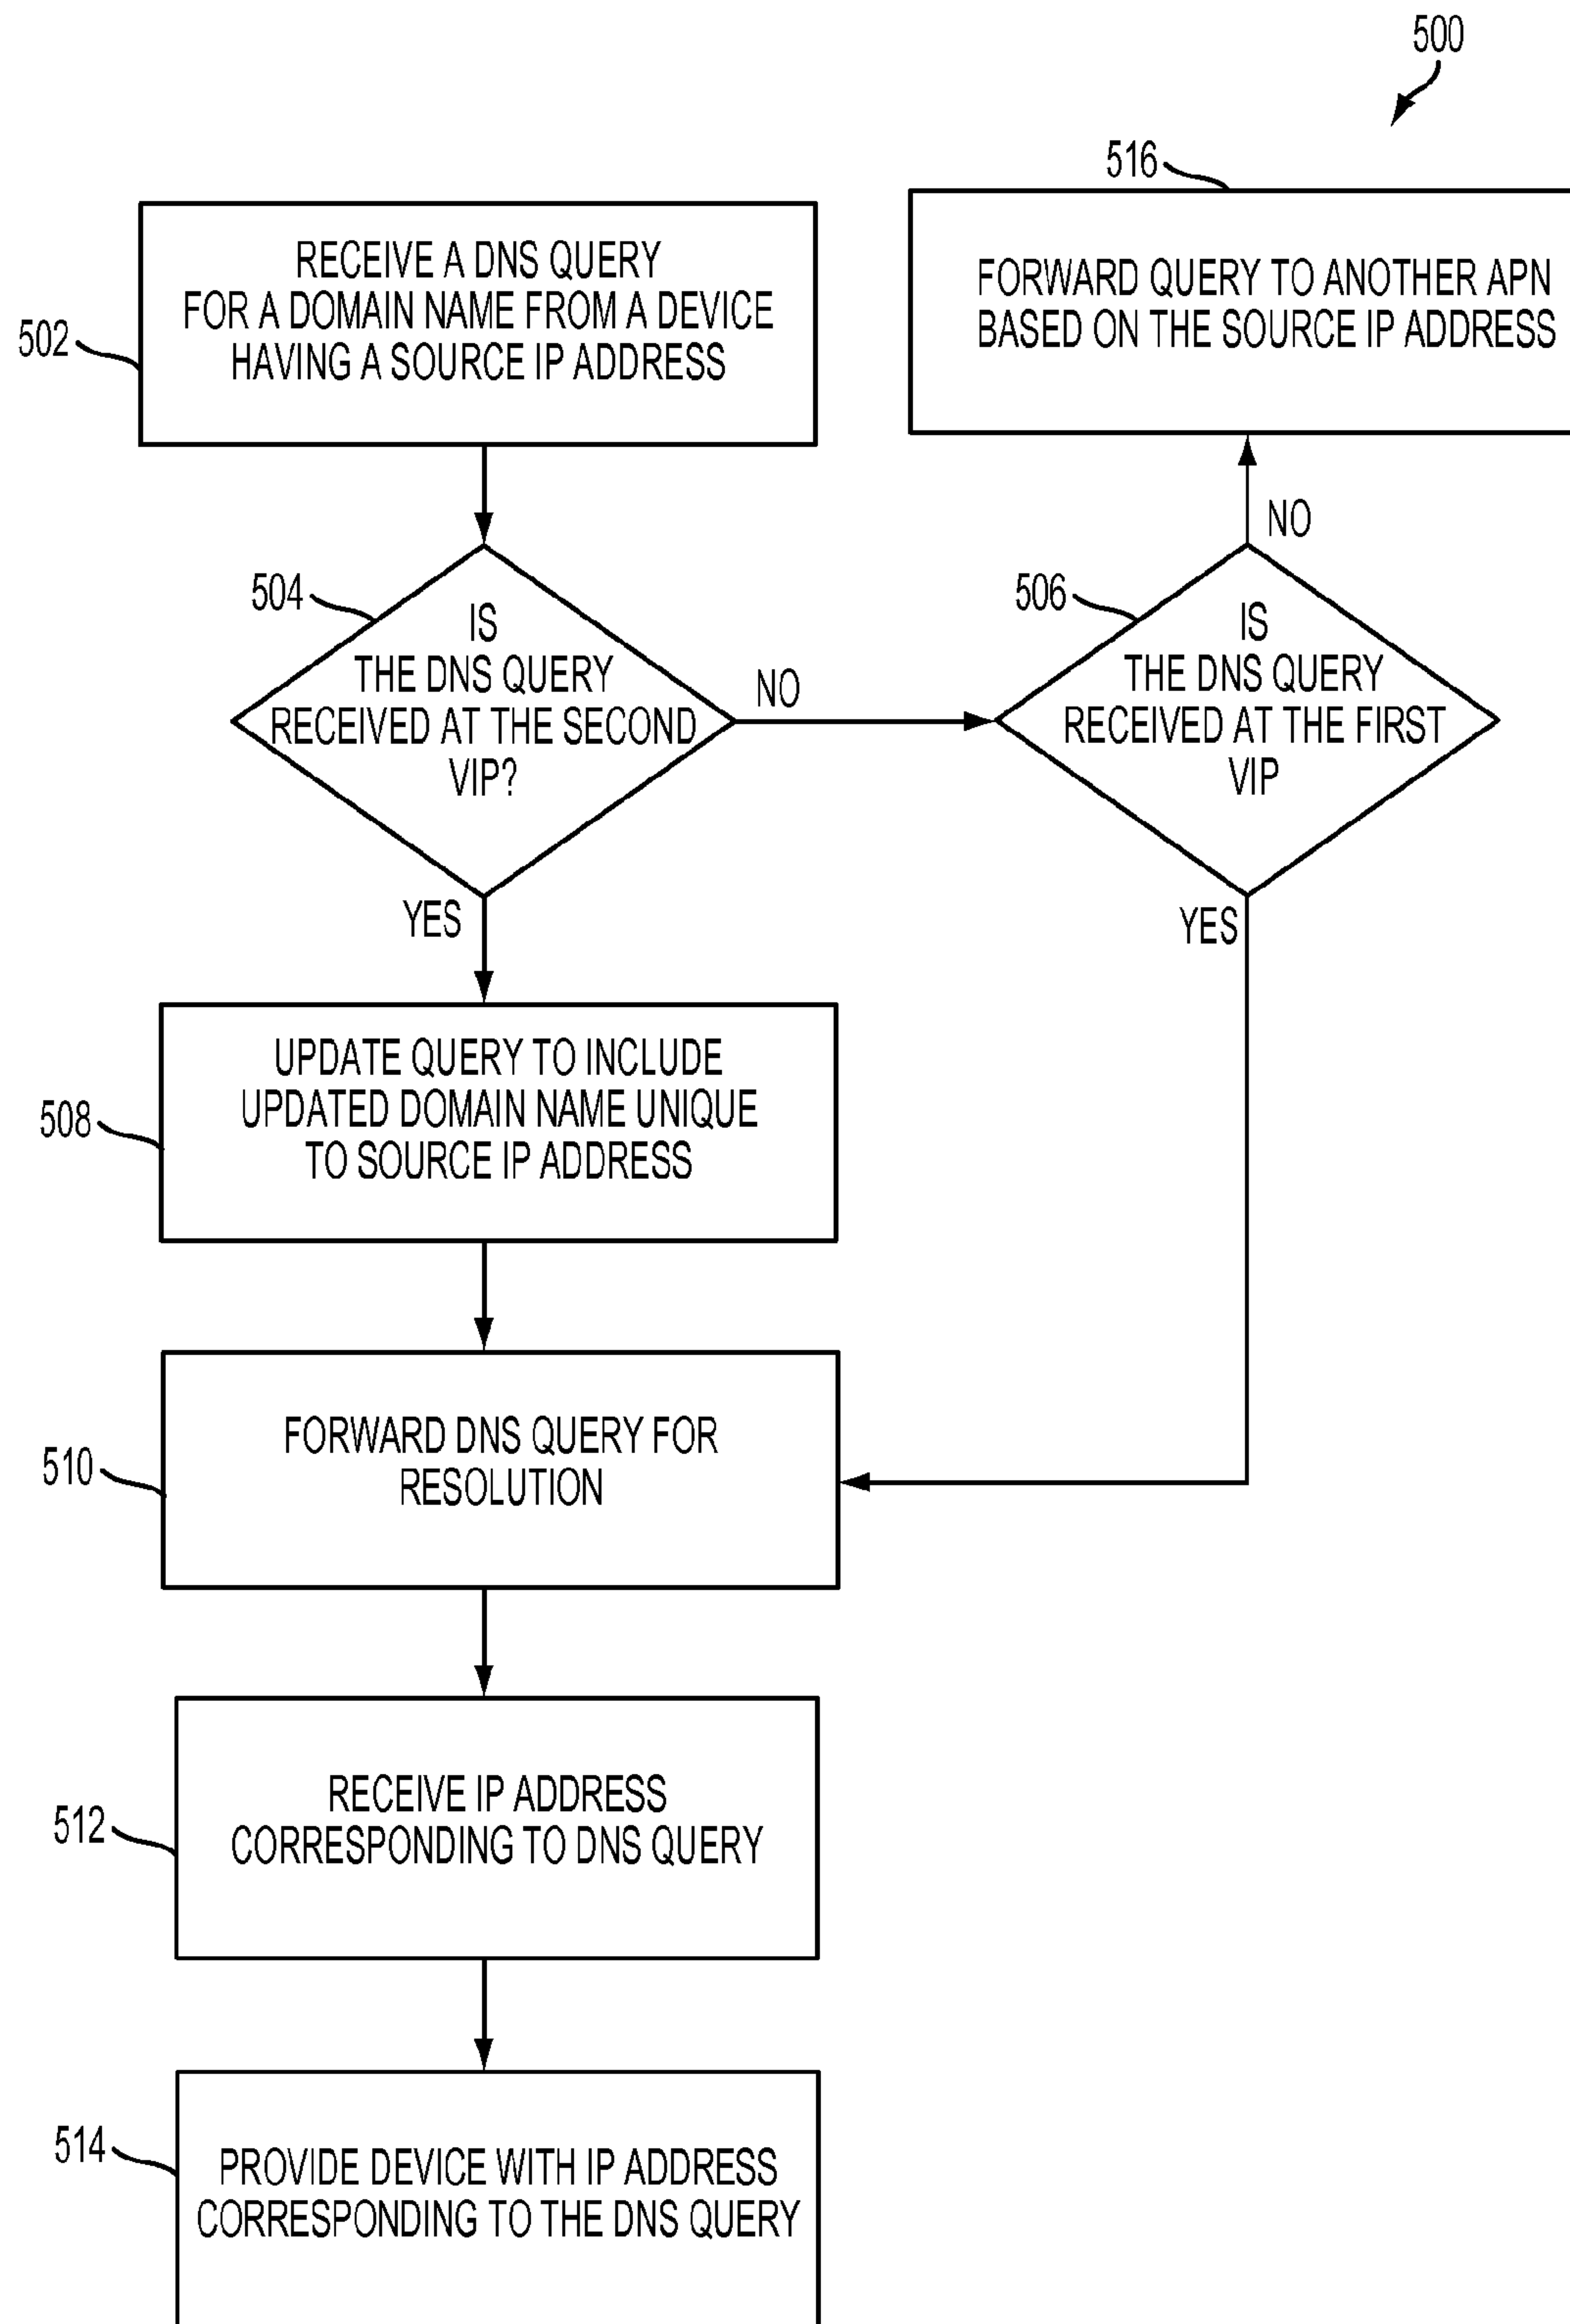 500
516
RECEIVE A DNS QUERY
FOR A DOMAIN NAME FROM A DEVICE
HAVING A SOURCE IP ADDRESS
502
FORWARD QUERY TO ANOTHER APN
BASED ON THE SOURCE IP ADDRESS
NO
504
IS
THE DNS QUERY
RECEIVED AT THE SECOND
VIP?
NO
506
IS
THE DNS QUERY
RECEIVED AT THE FIRST
VIP
YES
YES
508
UPDATE QUERY TO INCLUDE
UPDATED DOMAIN NAME UNIQUE
TO SOURCE IP ADDRESS
510
FORWARD DNS QUERY FOR
RESOLUTION
512
RECEIVE IP ADDRESS
CORRESPONDING TO DNS QUERY
514
PROVIDE DEVICE WITH IP ADDRESS
CORRESPONDING TO THE DNS QUERY